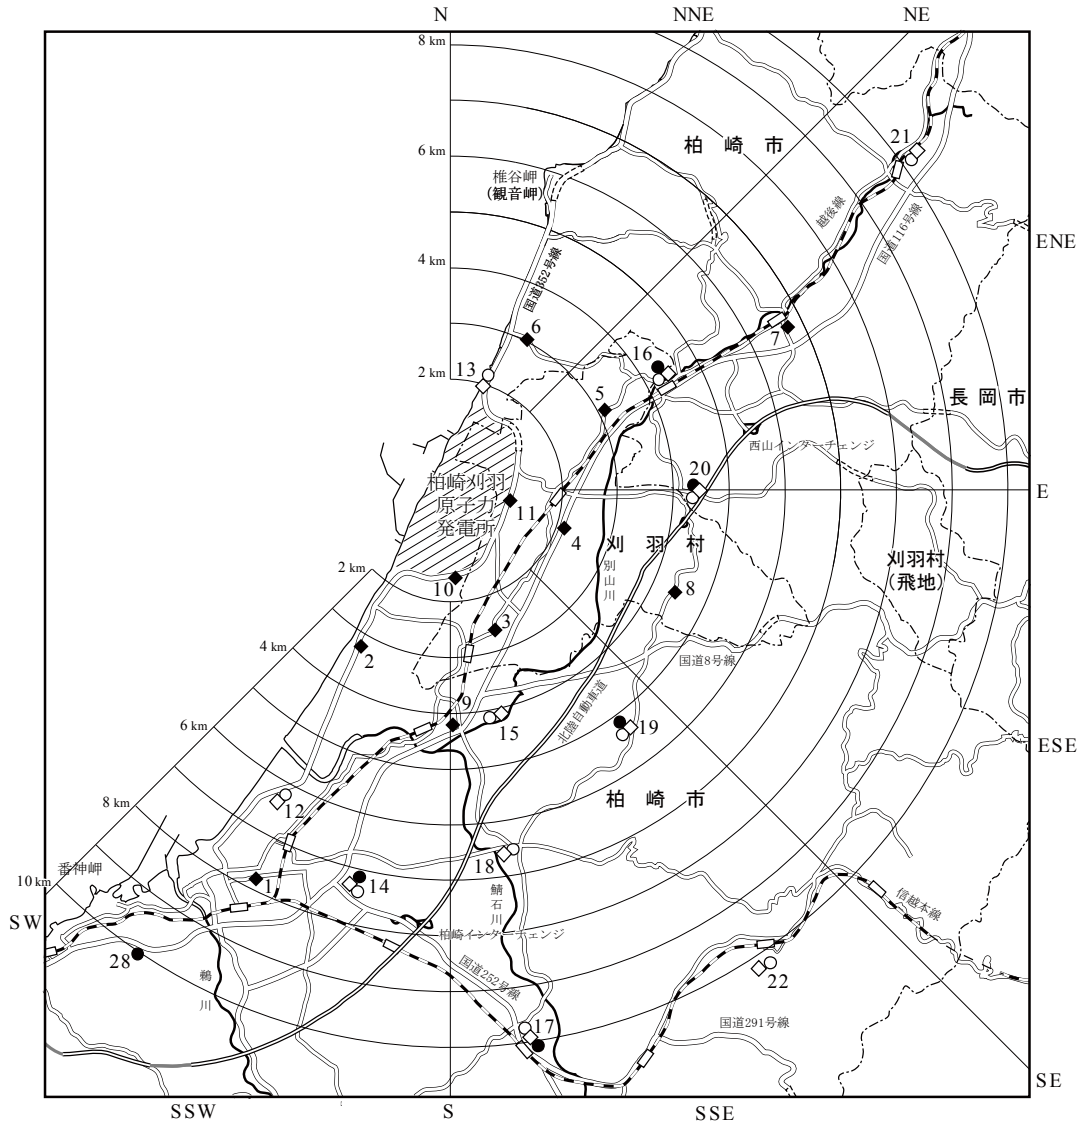 N
NNE
NE
8 km
柏崎市
21
6 km
椎谷岬
(観音岬)
越後線
国道116号線
ENE
4 km
国道352号線
6
7
16
13
2 km
5
長岡市
西山インターチェンジ
20
E
柏崎刈羽
原子力
発電所
11
4
刈羽村
別山川
刈羽村
(飛地)
2 km
10
8
3
4 km
2
国道8号線
9
15
北陸自動車道
19
6 km
ESE
柏崎市
12
8 km
18
番神岬
10 km
1
14
鯖石川
信越本線
SW
柏崎インターチェンジ
28
鵜川
国道252号線
22
17
国道291号線
SE
SSW
S
SSE